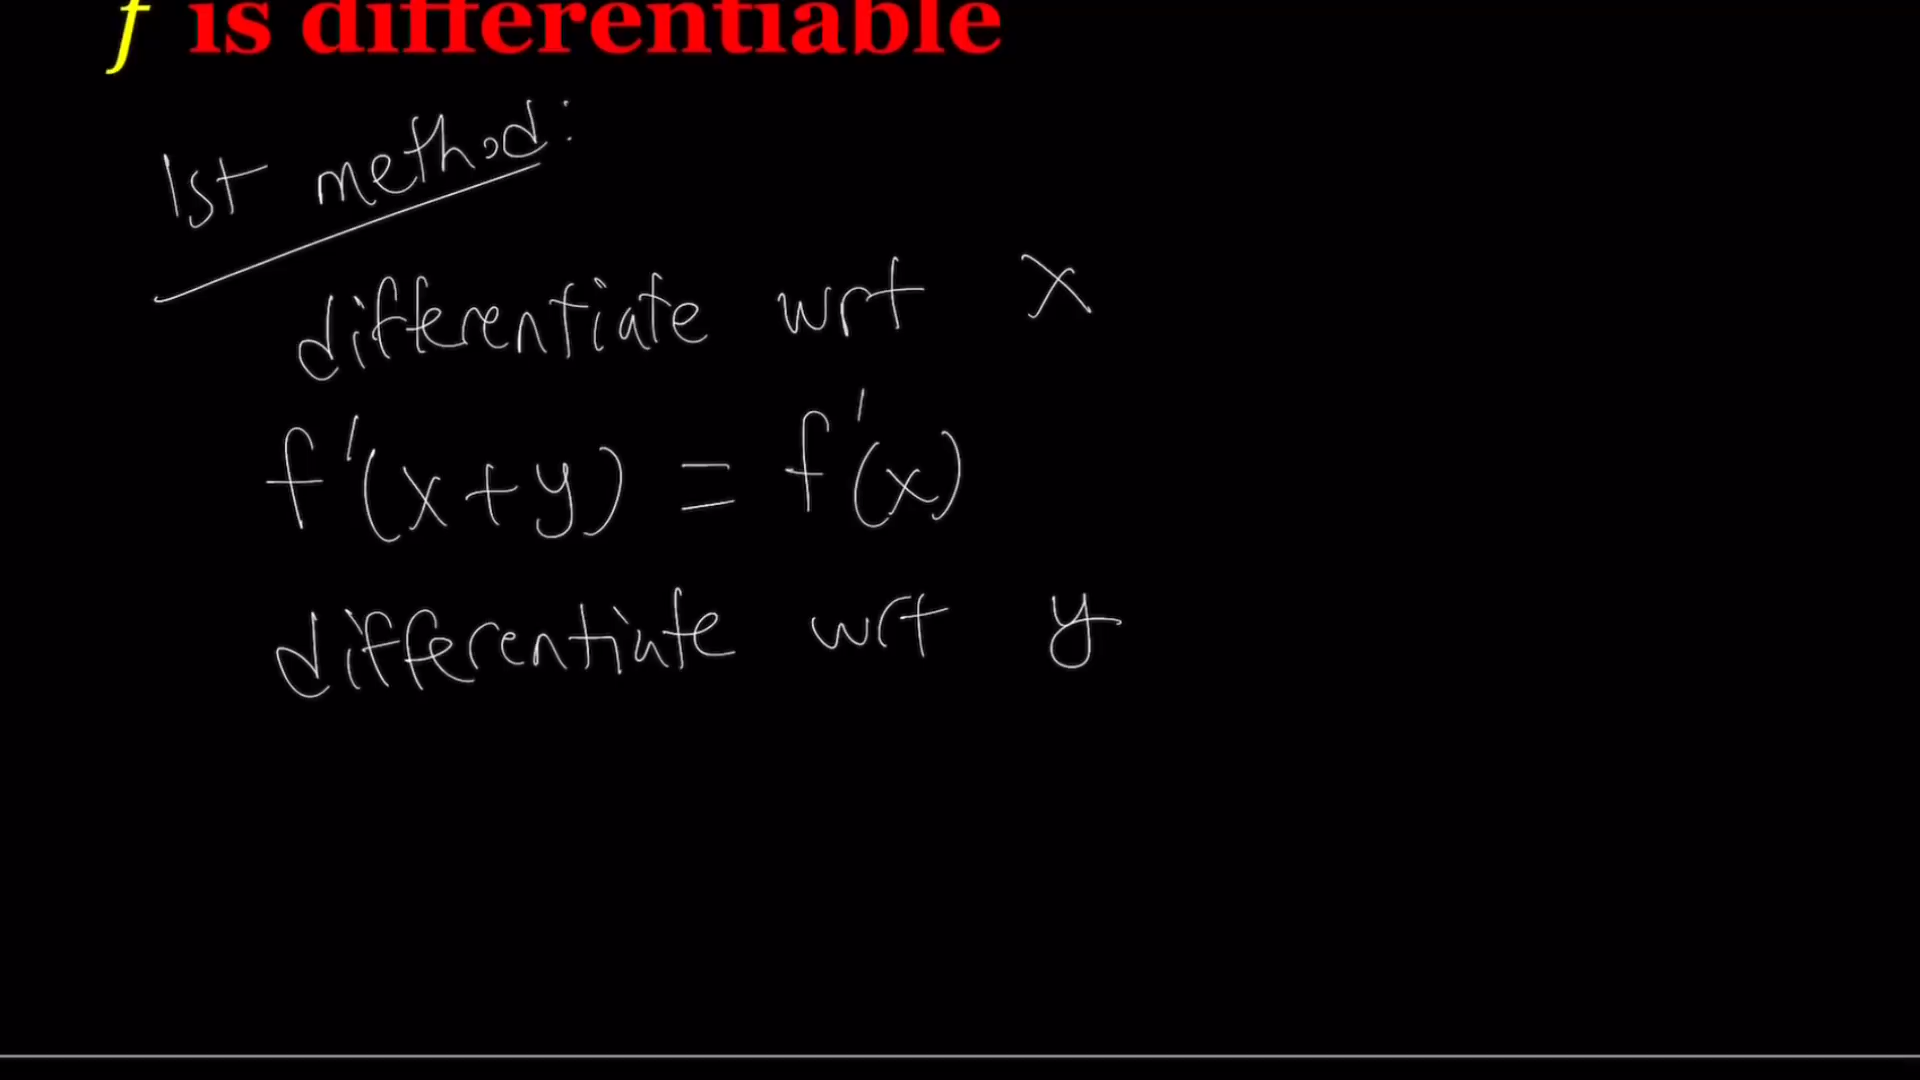 f is differentiable
1st method:
differentiate wrt x
f'(x+y) = f'(x)
differentiate wrt y